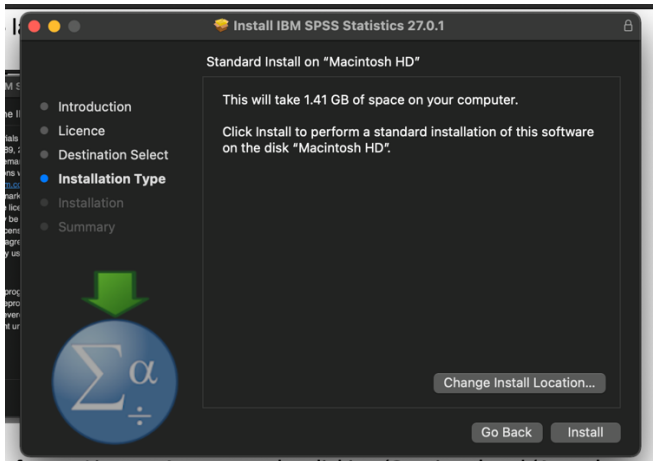 Install IBM SPSS Statistics 27.0.1
Standard Install on "Macintosh HD"
Introduction
Licence
Destination Select
Installation Type
Installation
Summary
This will take 1.41 GB of space on your computer.
Click Install to perform a standard installation of this software
on the disk "Macintosh HD".
Σ α ÷
Change Install Location...
Go Back
Install